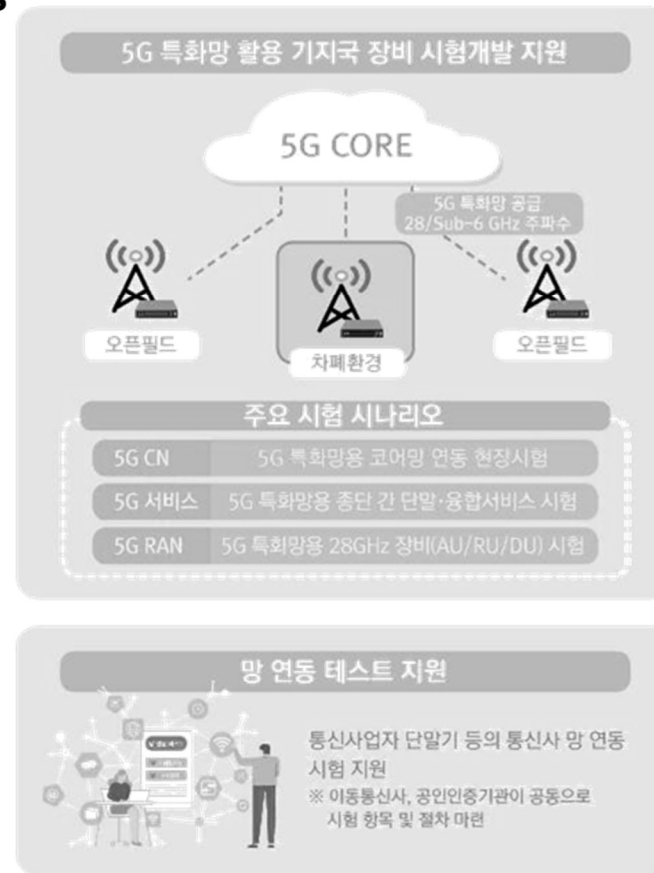 5G 특화망 활용 기지국 장비 시험개발 지원
5G CORE
5G 특화망 공급
28/Sub-6 GHz 주파수
오픈필드
차폐환경
오픈필드
주요 시험 시나리오
5G CN 5G 특화망용 코어망 연동 현장시험
5G 서비스 5G 특화망용 종단 간 단말·융합서비스 시험
5G RAN 5G 특화망용 28GHz 장비(AU/RU/DU) 시험
망 연동 테스트 지원
통신사업자 단말기 등의 통신사 망 연동
시험 지원
※ 이동통신사, 공인인증기관이 공동으로
시험 항목 및 절차 마련